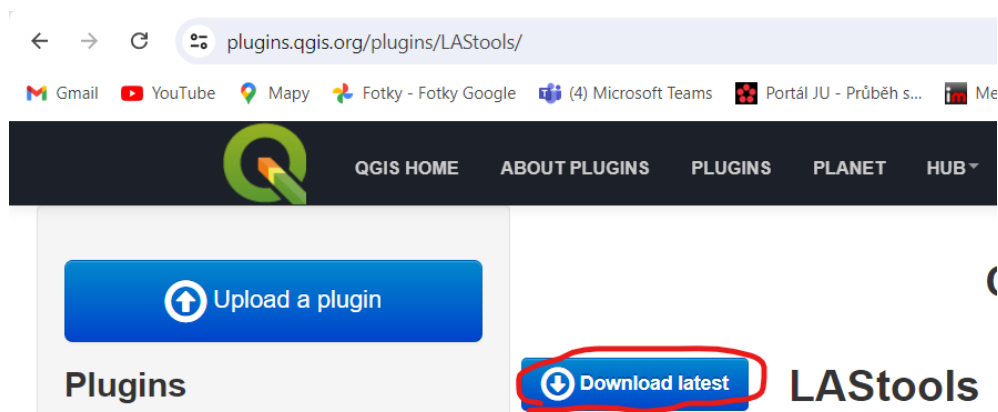 plugins.qgis.org/plugins/LAStools/
Gmail YouTube Mapy Fotky - Fotky Google (4) Microsoft Teams Portál JU - Průběh s... Me
QGIS HOME ABOUT PLUGINS PLUGINS PLANET HUB
Upload a plugin
Plugins
Download latest LAStools